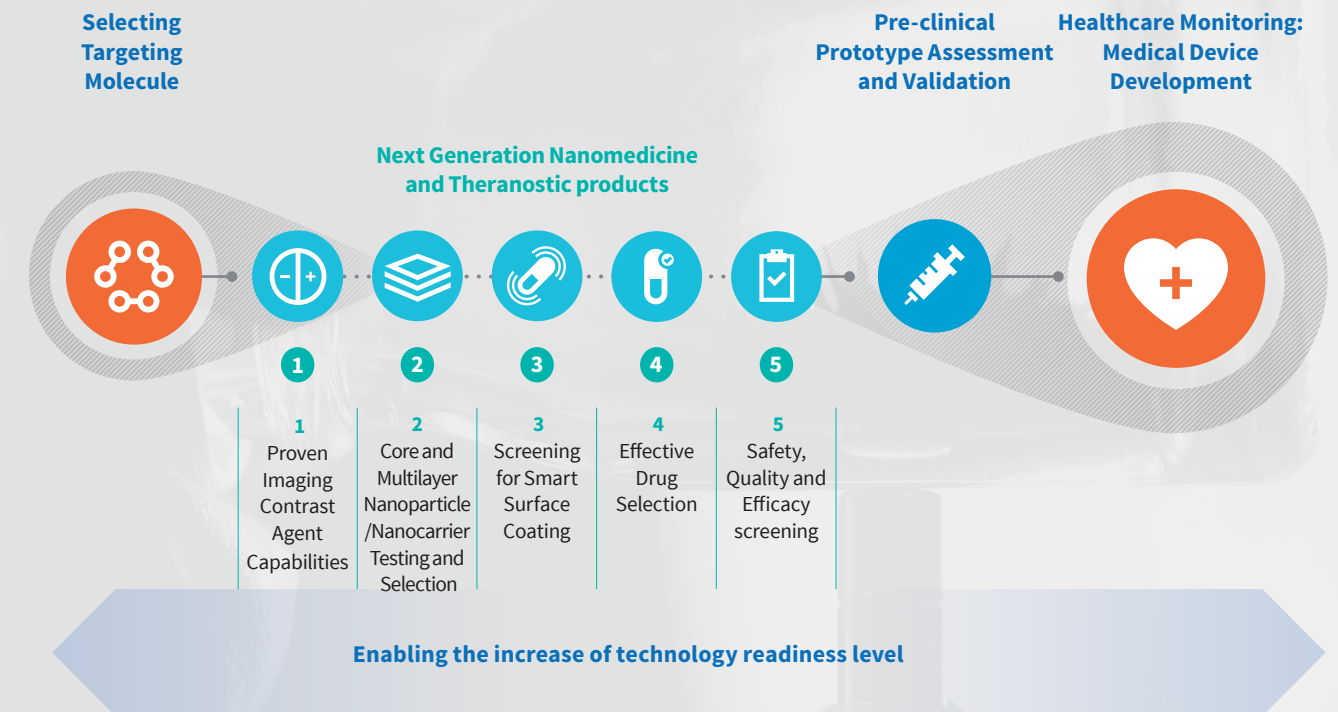 Selecting
Targeting
Molecule
Pre-clinical
Prototype Assessment
and Validation
Healthcare Monitoring:
Medical Device
Development
Next Generation Nanomedicine
and Theranostic products
- +
+
1
2
3
4
5
1
Proven
Imaging
Contrast
Agent
Capabilities
2
Core and
Multilayer
Nanoparticle
/Nanocarrier
Testing and
Selection
3
Screening
for Smart
Surface
Coating
4
Effective
Drug
Selection
5
Safety,
Quality and
Efficacy
screening
Enabling the increase of technology readiness level